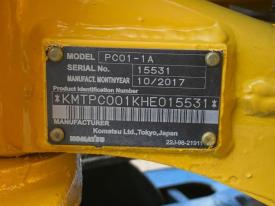 MODEL PC01-1A
SERIAL No. 15531
MANUFACT. MONTH/YEAR 10/2017
Product Identification Number
*KMTPC001KHE015531*
MANUFACTURER
Komatsu Ltd.,Tokyo,Japan
KOMATSU